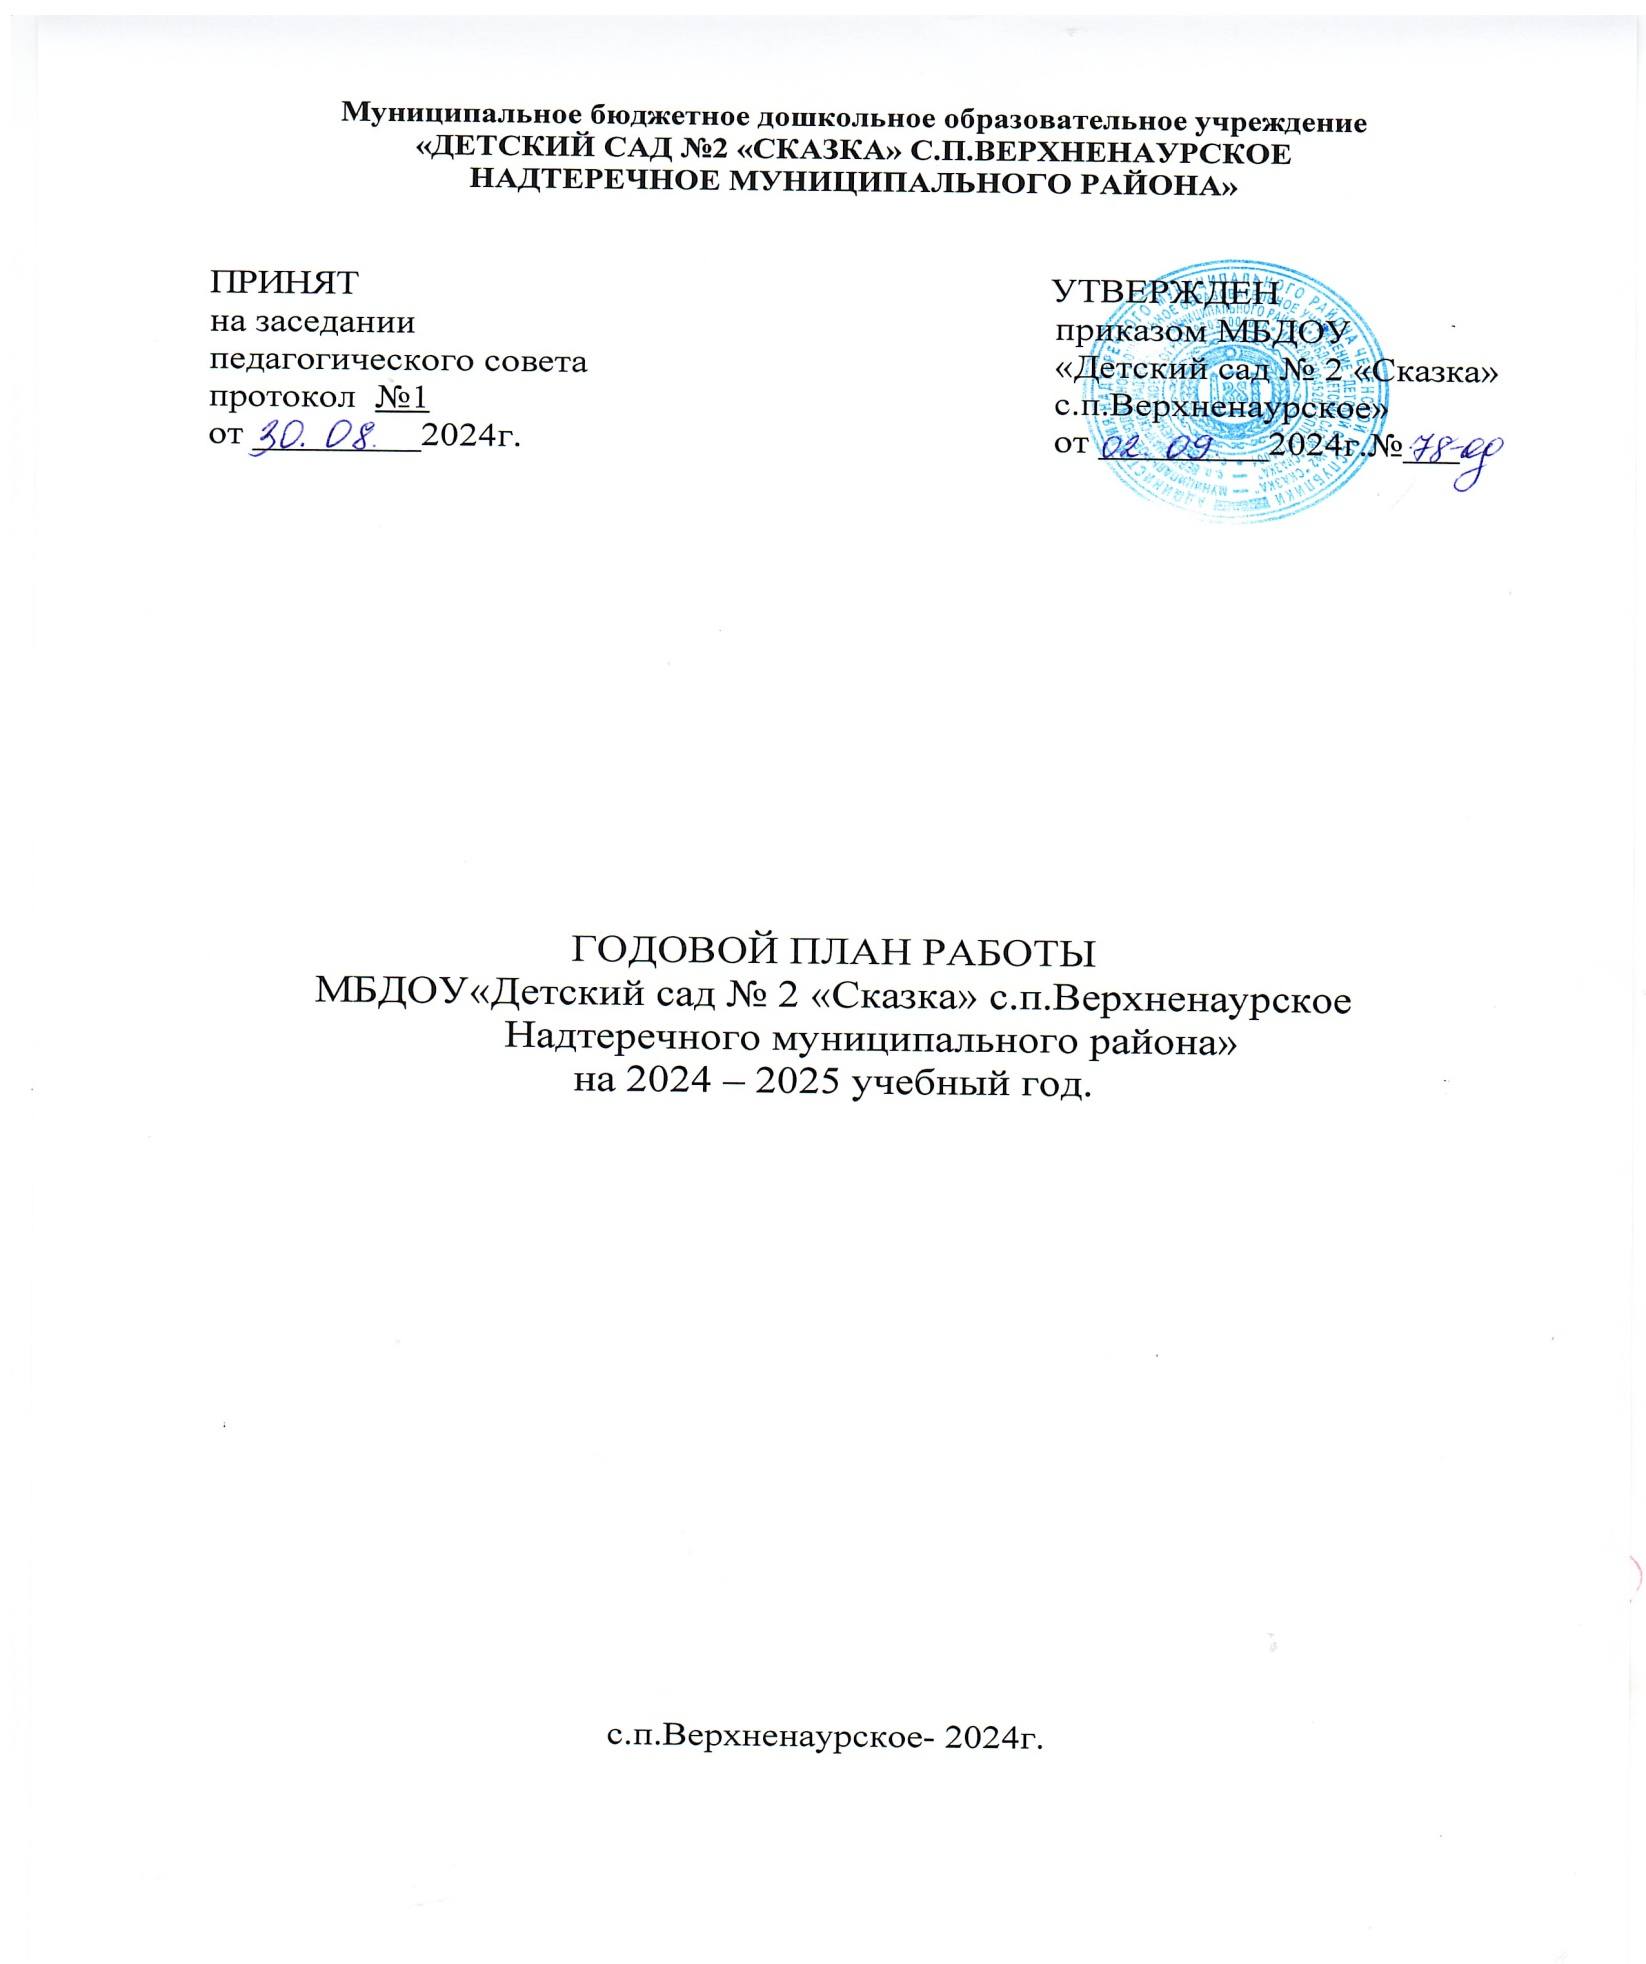 Муниципальное бюджетное дошкольное образовательное учреждение
«ДЕТСКИЙ САД №2 «СКАЗКА» С.П.ВЕРХНЕНАУРСКОЕ
НАДТЕРЕЧНОЕ МУНИЦИПАЛЬНОГО РАЙОНА»
ПРИНЯТ
на заседании
педагогического совета
протокол №1
от 30. 08. 2024г.
УТВЕРЖДЕН
приказом МБДОУ
«Детский сад № 2 «Сказка»
с.п.Верхненаурское»
от 02. 09 2024г.№ 78-од
ГОДОВОЙ ПЛАН РАБОТЫ
МБДОУ«Детский сад № 2 «Сказка» с.п.Верхненаурское
Надтеречного муниципального района»
на 2024 – 2025 учебный год.
с.п.Верхненаурское- 2024г.